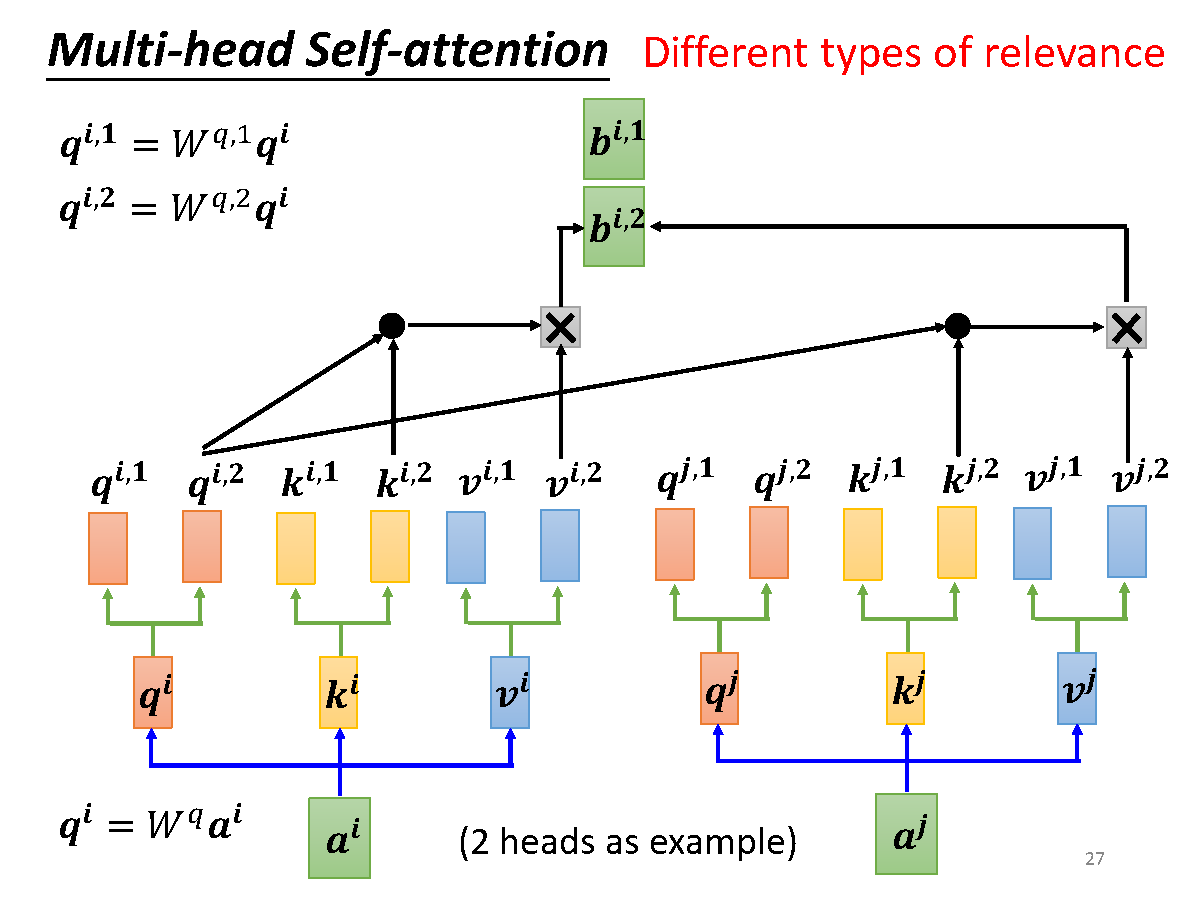 Multi-head Self-attention Different types of relevance
q^{i,1} = W^{q,1}q^i
q^{i,2} = W^{q,2}q^i
b^{i,1}
b^{i,2}
q^{i,1} q^{i,2} k^{i,1} k^{i,2} v^{i,1} v^{i,2} q^{j,1} q^{j,2} k^{j,1} k^{j,2} v^{j,1} v^{j,2}
q^i k^i v^i q^j k^j v^j
q^i = W^q a^i
a^i (2 heads as example) a^j
27